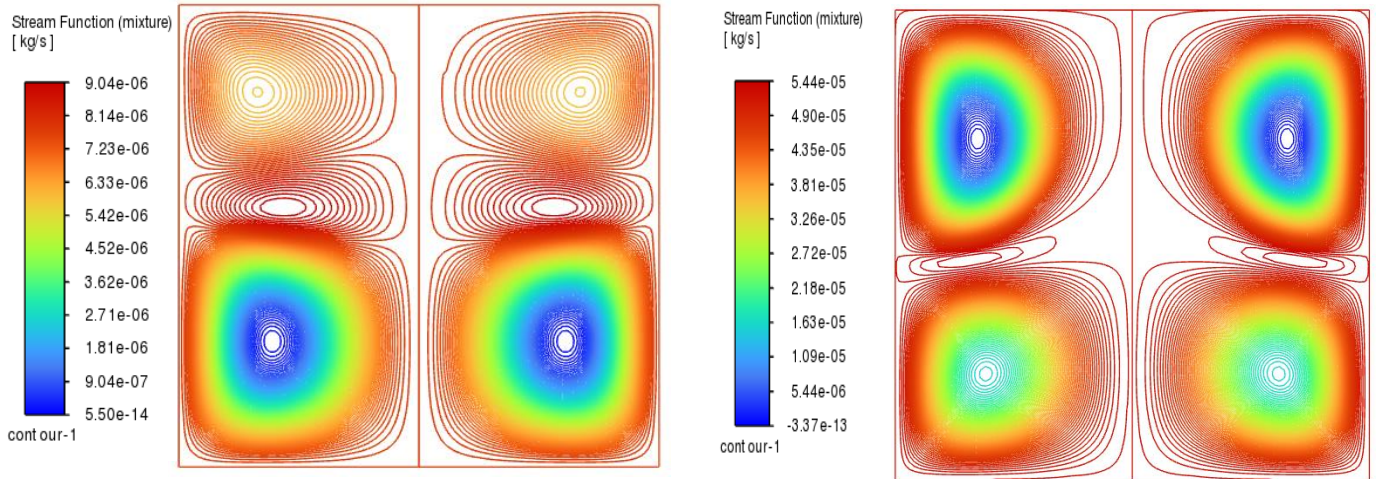 Stream Function (mixture)
[ kg/s ]
9.04e-06
8.14e-06
7.23e-06
6.33e-06
5.42e-06
4.52e-06
3.62e-06
2.71e-06
1.81e-06
9.04e-07
5.50e-14
contour-1
Stream Function (mixture)
[ kg/s ]
5.44e-05
4.90e-05
4.35e-05
3.81e-05
3.26e-05
2.72e-05
2.18e-05
1.63e-05
1.09e-05
5.44e-06
-3.37e-13
contour-1